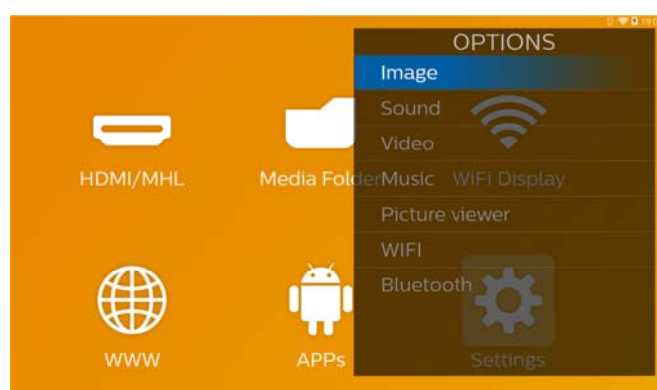 OPTIONS
Image
Sound
Video
Music
Picture viewer
WIFI
Bluetooth
HDMI/MHL
Media Folder
WiFi Display
WWW
APPs
Settings